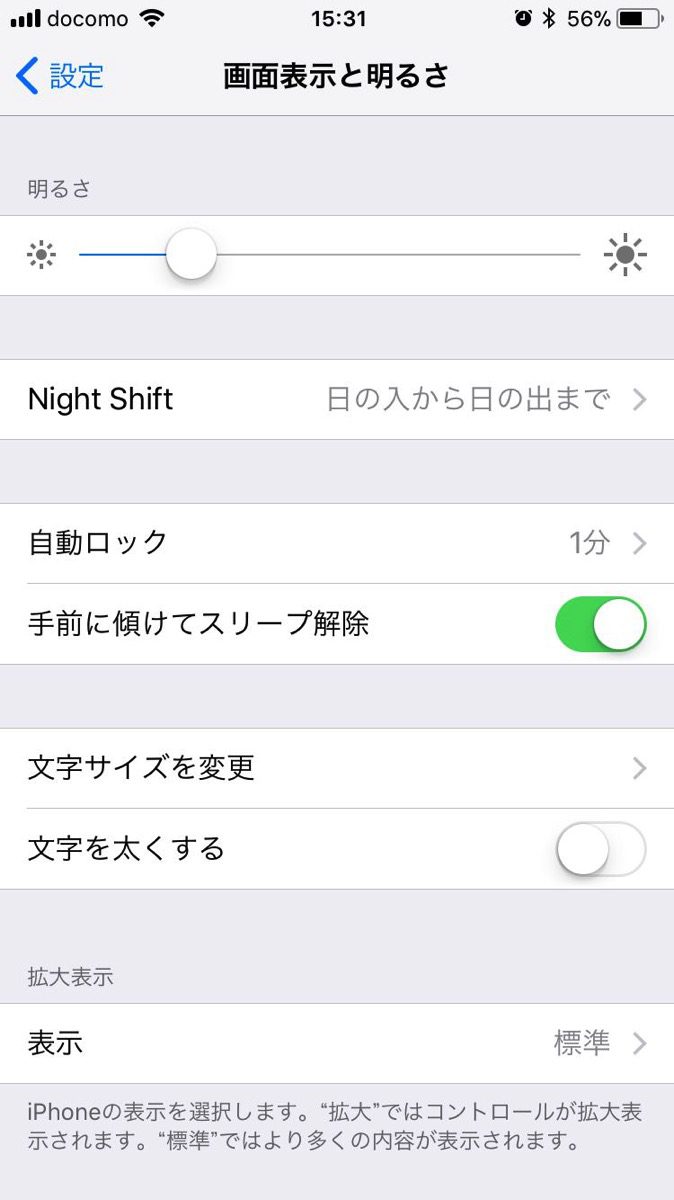 docomo 15:31 56%
設定 画面表示と明るさ
明るさ
Night Shift 日の入から日の出まで
自動ロック 1分
手前に傾けてスリープ解除
文字サイズを変更
文字を太くする
拡大表示
表示 標準
iPhoneの表示を選択します。“拡大”ではコントロールが拡大表
示されます。“標準”ではより多くの内容が表示されます。